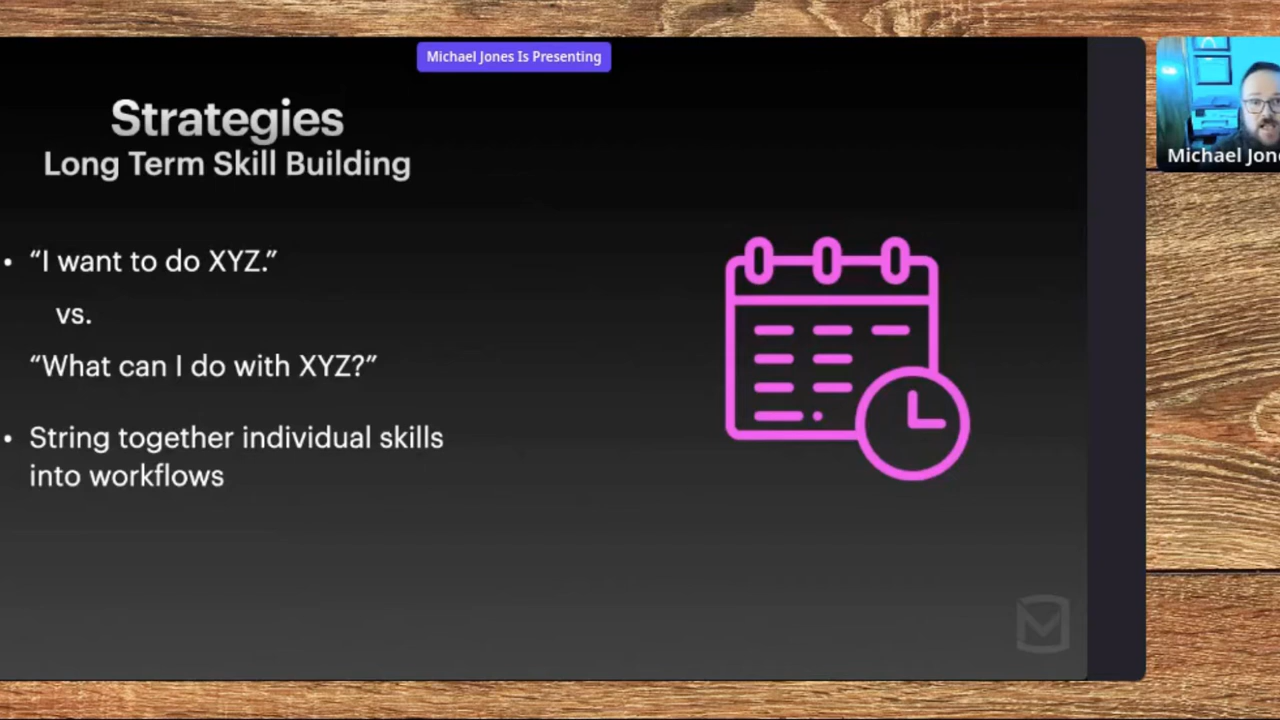 Michael Jones Is Presenting
Strategies
Long Term Skill Building
• “I want to do XYZ.”
vs.
“What can I do with XYZ?”
• String together individual skills
into workflows
Michael Jon